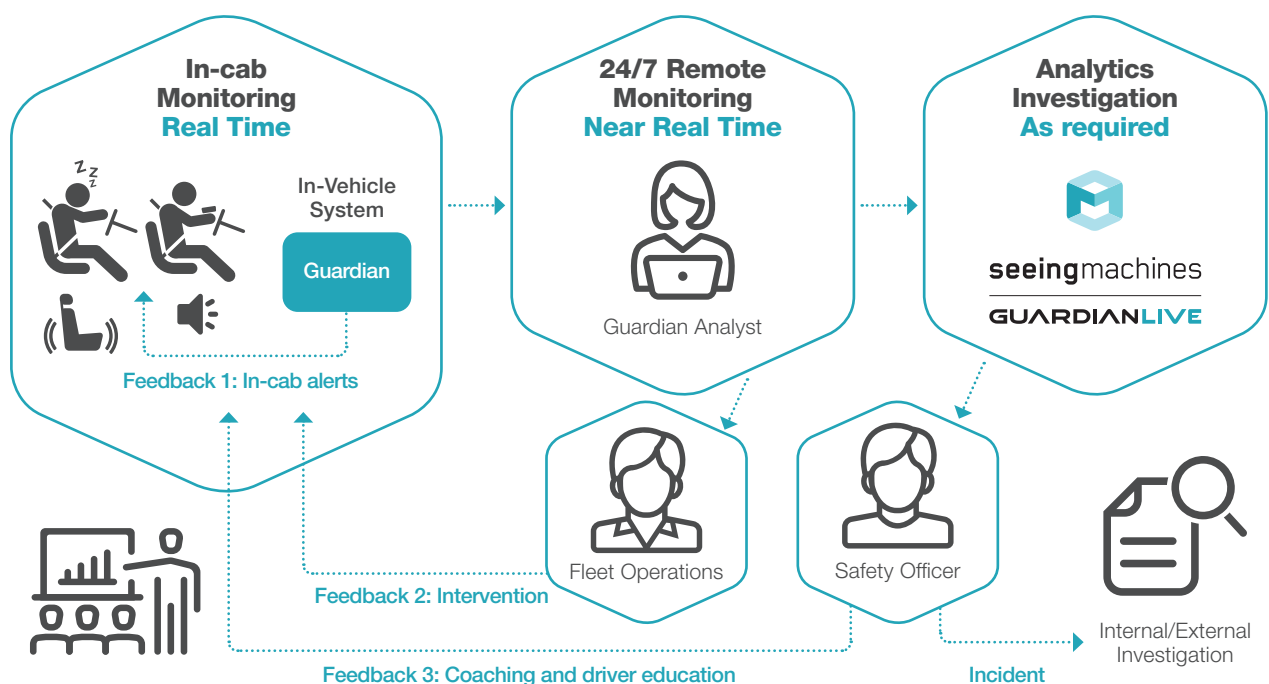 In-cab
Monitoring
Real Time
z z z
In-Vehicle
System
Guardian
Feedback 1: In-cab alerts
24/7 Remote
Monitoring
Near Real Time
Guardian Analyst
Analytics
Investigation
As required
seeingmachines
GUARDIANLIVE
Fleet Operations
Safety Officer
Internal/External
Investigation
Feedback 2: Intervention
Feedback 3: Coaching and driver education
Incident